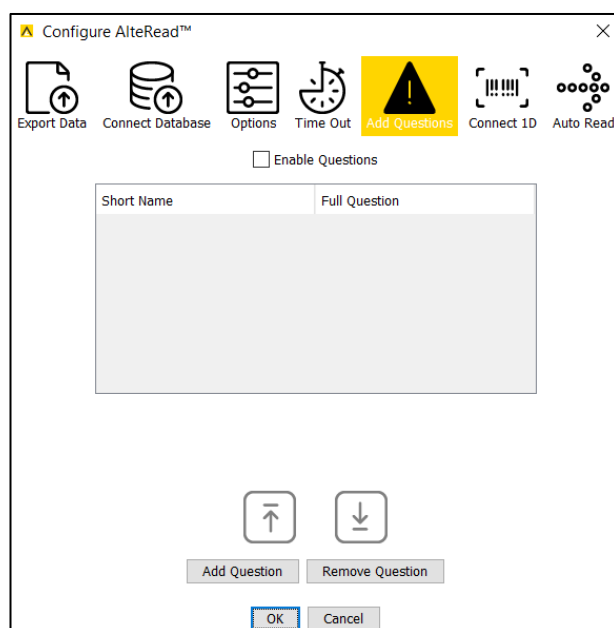 Configure AlteRead™
Export Data Connect Database Options Time Out Add Questions Connect 1D Auto Read
Enable Questions
Short Name Full Question
Add Question Remove Question
OK Cancel